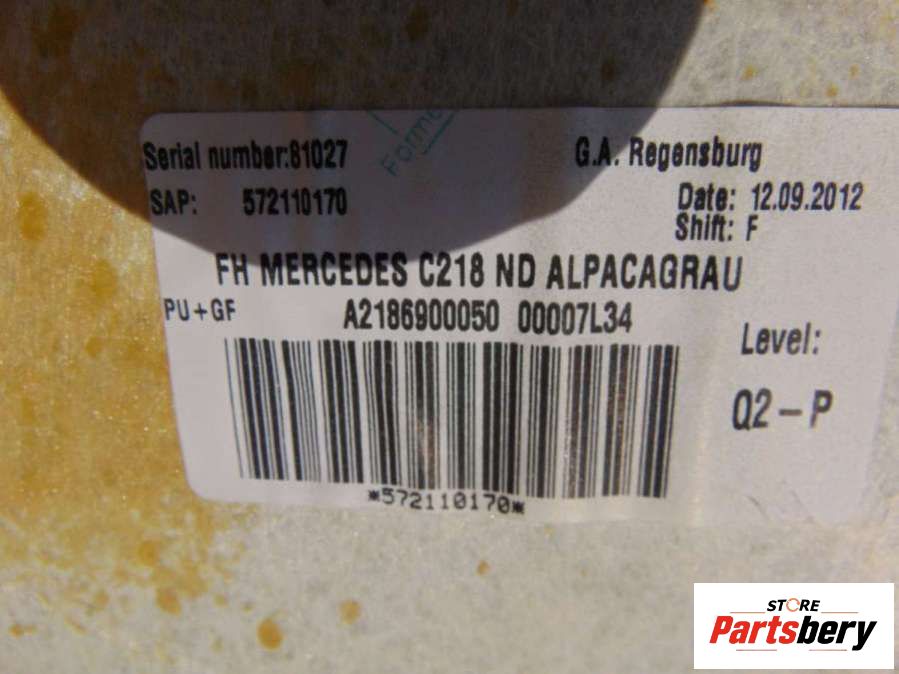 Serial number:81027
G.A. Regensburg
SAP: 572110170
Date: 12.09.2012
Shift: F
FH MERCEDES C218 ND ALPACAGRAU
PU+GF
A2186900050 00007L34
Level:
Q2-P
*572110170*
STORE
Partsbery